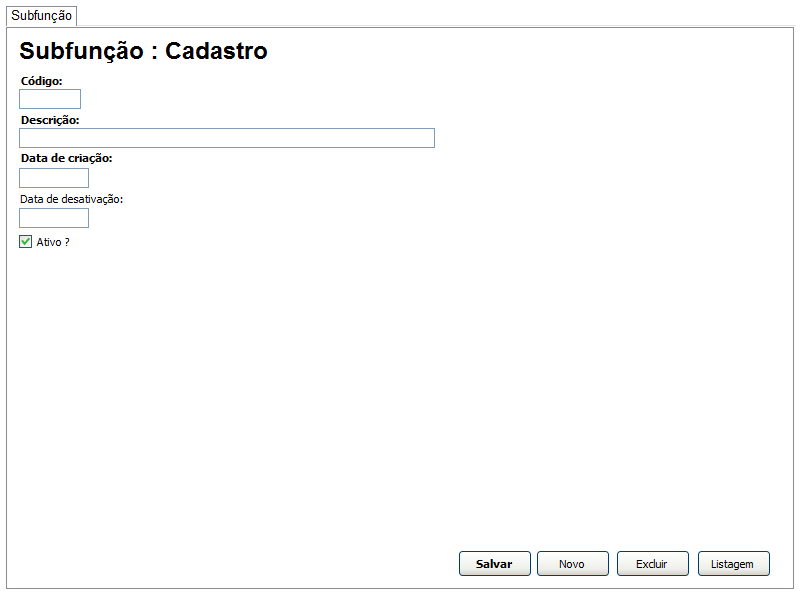 Subfunção
Subfunção : Cadastro
Código:
Descrição:
Data de criação:
Data de desativação:
Ativo ?
Salvar Novo Excluir Listagem